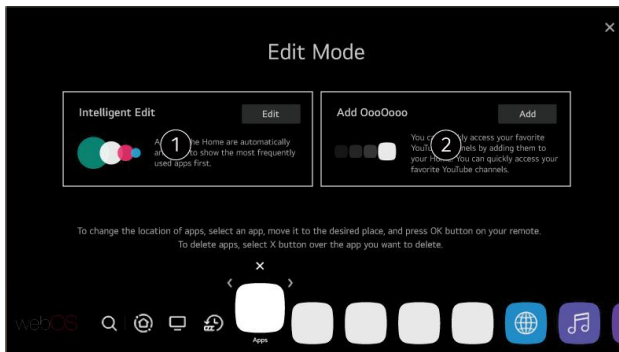 Edit Mode
Intelligent Edit
Edit
1
the Home are automatically
to show the most frequently
used apps first.
Add OooOooo
Add
2
You can quickly access your favorite
YouTube channels by adding them to
your Home. You can quickly access your
favorite YouTube channels.
To change the location of apps, select an app, move it to the desired place, and press OK button on your remote.
To delete apps, select X button over the app you want to delete.
webOS
Apps